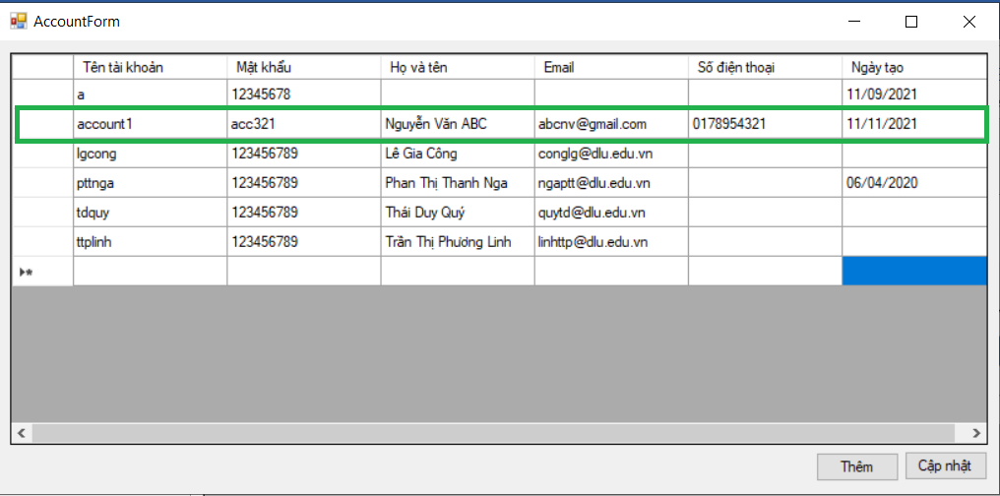 AccountForm
Tên tài khoản Mật khẩu Họ và tên Email Số điện thoại Ngày tạo
a 12345678 11/09/2021
account1 acc321 Nguyễn Văn ABC abcnv@gmail.com 0178954321 11/11/2021
lgcong 123456789 Lê Gia Công conglg@dlu.edu.vn
pttnga 123456789 Phan Thị Thanh Nga ngaptt@dlu.edu.vn 06/04/2020
tdquy 123456789 Thái Duy Quý quytd@dlu.edu.vn
ttplinh 123456789 Trần Thị Phương Linh linhttp@dlu.edu.vn
Thêm Cập nhật